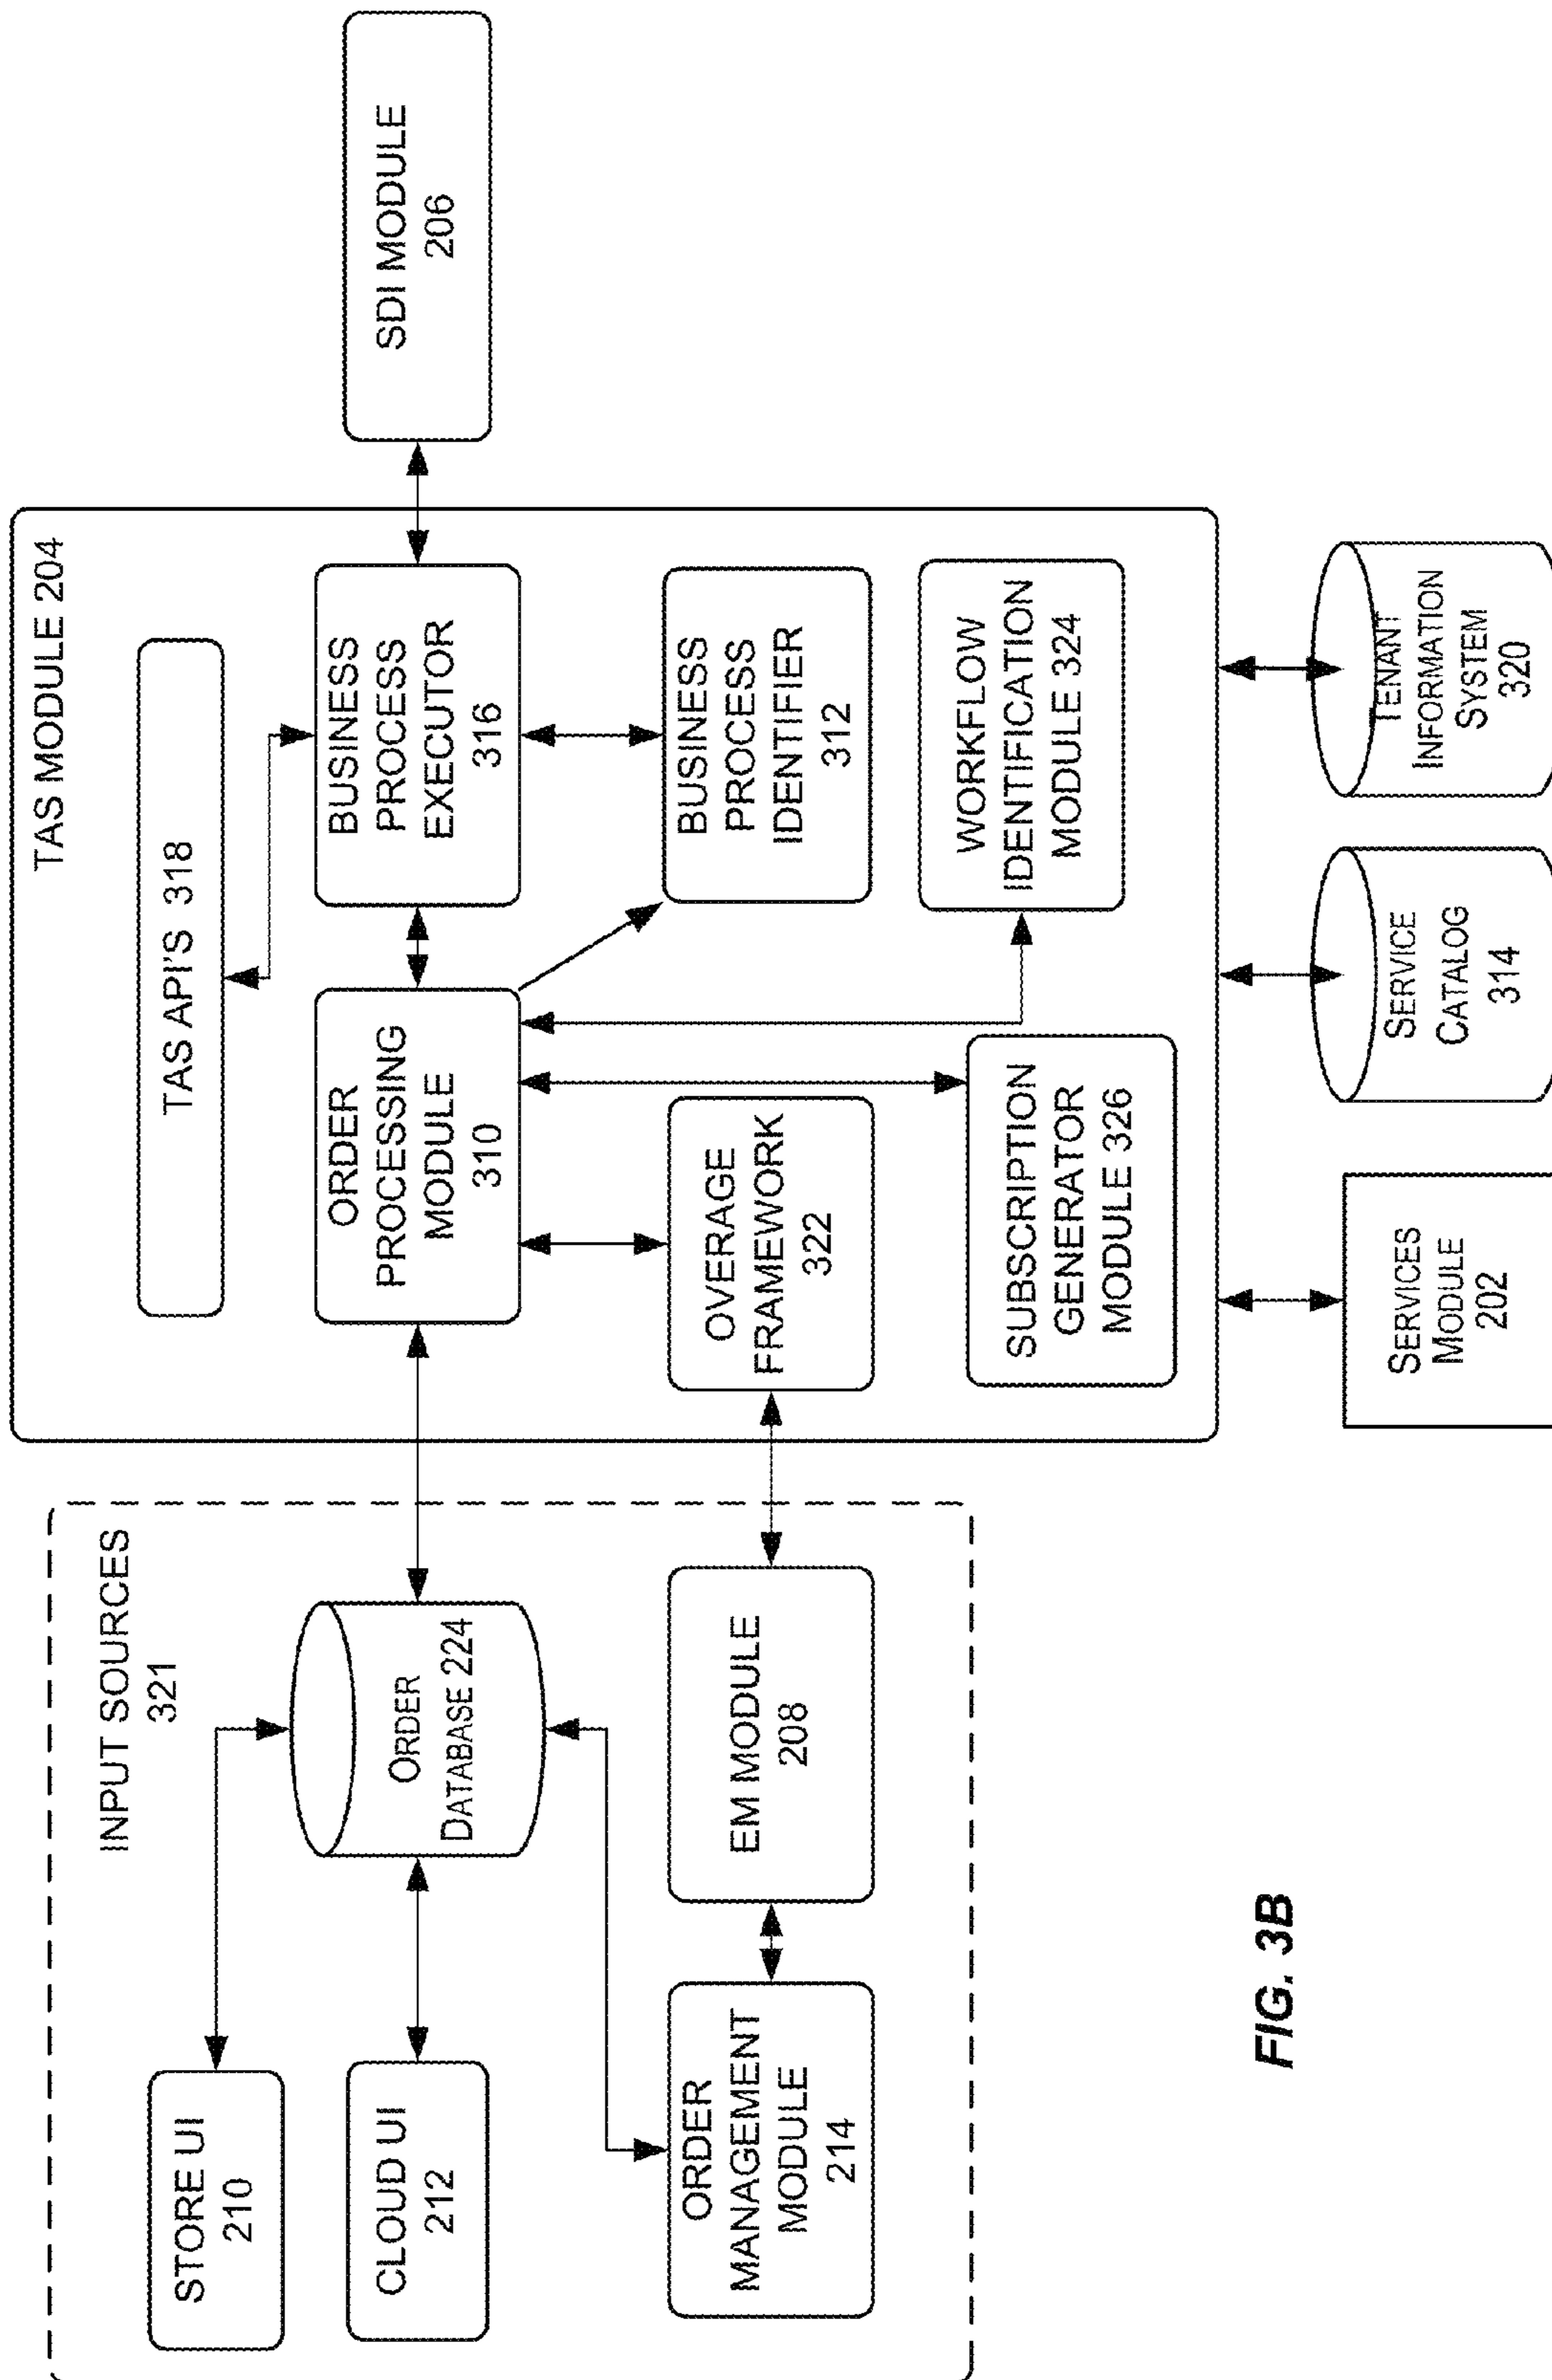 INPUT SOURCES
321
STORE UI
210
CLOUD UI
212
ORDER
DATABASE 224
ORDER
MANAGEMENT
MODULE
214
EM MODULE
208
TAS MODULE 204
TAS API'S 318
ORDER
PROCESSING
MODULE
310
BUSINESS
PROCESS
EXECUTOR
316
OVERAGE
FRAMEWORK
322
BUSINESS
PROCESS
IDENTIFIER
312
SUBSCRIPTION
GENERATOR
MODULE 326
WORKFLOW
IDENTIFICATION
MODULE 324
SDI MODULE
206
SERVICES
MODULE
202
SERVICE
CATALOG
314
TENANT
INFORMATION
SYSTEM
320
FIG. 3B